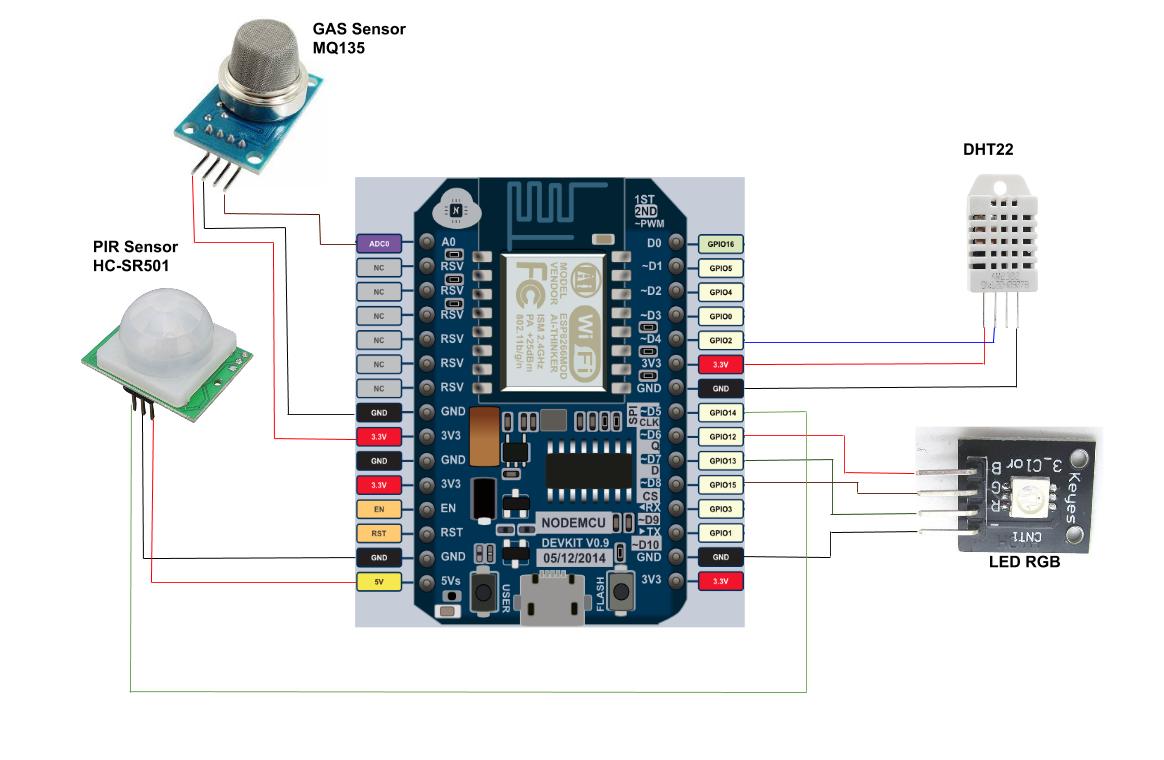 GAS Sensor
MQ135
PIR Sensor
HC-SR501
DHT22
LED RGB
1ST
2ND
~PWM
ADC0 A0
NC RSV
NC RSV
NC RSV
NC RSV
NC RSV
NC RSV
GND GND
3.3V 3V3
GND GND
3.3V 3V3
EN EN
RST RST
GND GND
5V 5Vs
D0 GPIO16
~D1 GPIO5
~D2 GPIO4
~D3 GPIO0
~D4 GPIO2
3V3 3.3V
GND GND
SPI
~D5 GPIO14
CLK
~D6 GPIO12
Q
~D7 GPIO13
D
~D8 GPIO15
CS
RX GPIO3
~D9
TX GPIO1
~D10
GND GND
3V3 3.3V
MODEL ESP8266MOD
VENDOR AI-THINKER
ISM 2.4GHz
PA +25dBm
802.11b/g/n
FC
Ai
WiFi
NODEMCU
DEVKIT V0.9
05/12/2014
USER
FLASH
B
G
R
-
3_Clor
Keyes
CNT1